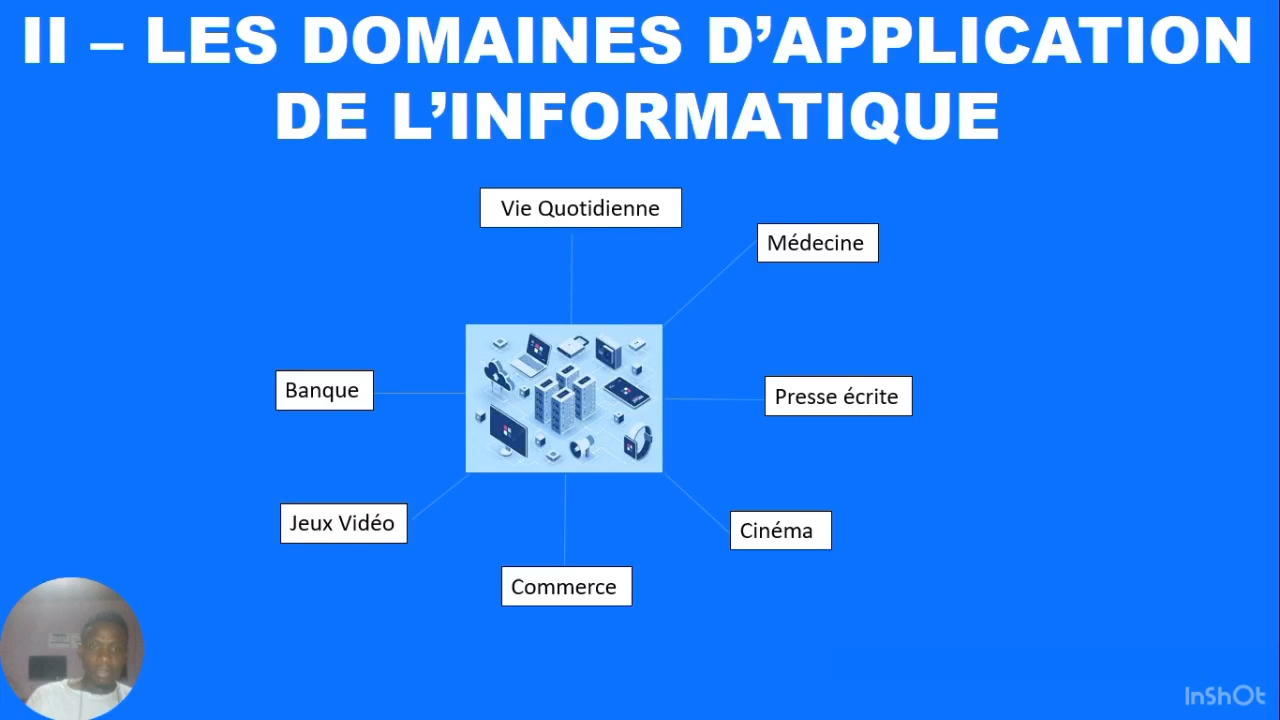 II – LES DOMAINES D’APPLICATION
DE L’INFORMATIQUE
Vie Quotidienne
Médecine
Banque
Presse écrite
Jeux Vidéo
Cinéma
Commerce
InShOt